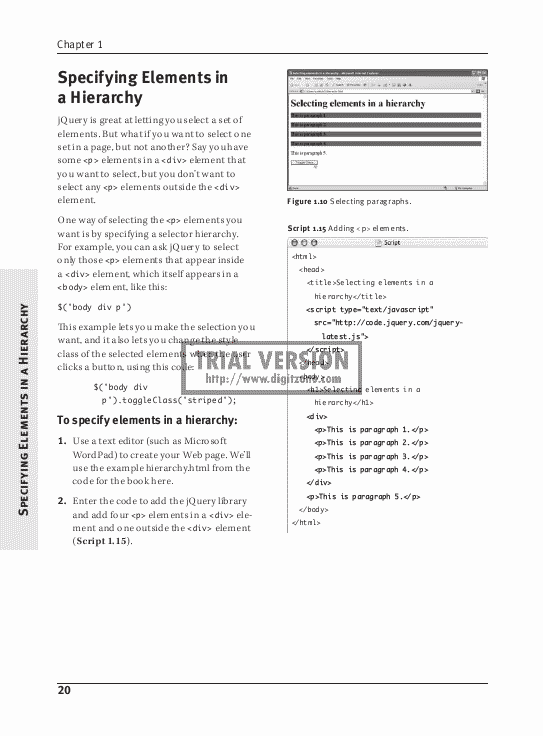 Chapter 1
Specifying Elements in
a Hierarchy
jQuery is great at letting you select a set of
elements. But what if you want to select one
set in a page, but not another? Say you have
some <p> elements in a <div> element that
you want to select, but you don't want to
select any <p> elements outside the <div>
element.
One way of selecting the <p> elements you
want is by specifying a selector hierarchy.
For example, you can ask jQuery to select
only those <p> elements that appear inside
a <div> element, which itself appears in a
<body> element, like this:
$('body div p')
This example lets you make the selection you
want, and it also lets you change the style
class of the selected elements when the user
clicks a button, using this code:
$('body div
p').toggleClass('striped');
To specify elements in a hierarchy:
1. Use a text editor (such as Microsoft
WordPad) to create your Web page. We'll
use the example hierarchy.html from the
code for the book here.
2. Enter the code to add the jQuery library
and add four <p> elements in a <div> ele-
ment and one outside the <div> element
(Script 1.15).
Selecting elements in a hierarchy
This is paragraph 1.
This is paragraph 2.
This is paragraph 3.
This is paragraph 4.
This is paragraph 5.
Figure 1.10 Selecting paragraphs.
Script 1.15 Adding <p> elements.
Script
<html>
<head>
<title>Selecting elements in a
hierarchy</title>
<script type="text/javascript"
src="http://code.jquery.com/jquery-
latest.js">
</script>
</head>
<body>
<h1>Selecting elements in a
hierarchy</h1>
<div>
<p>This is paragraph 1.</p>
<p>This is paragraph 2.</p>
<p>This is paragraph 3.</p>
<p>This is paragraph 4.</p>
</div>
<p>This is paragraph 5.</p>
</body>
</html>
TRIAL VERSION
Specifying Elements in a Hierarchy
20